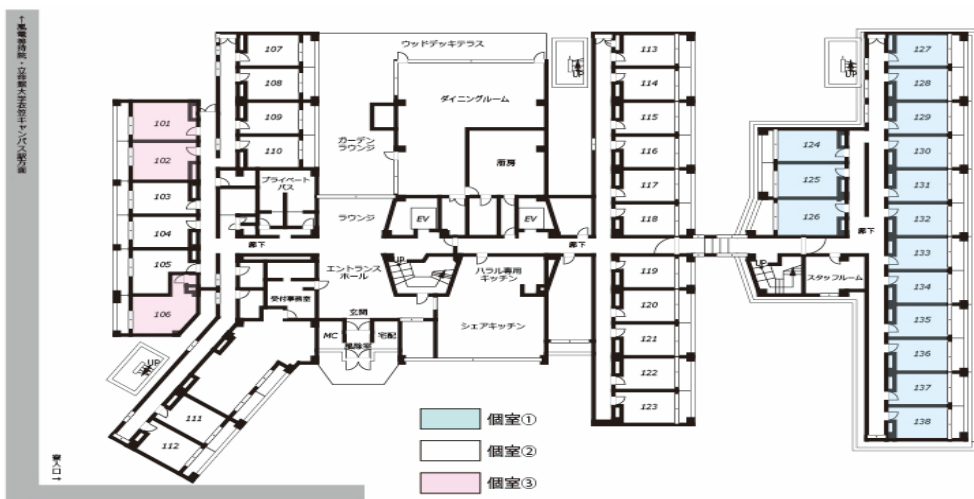 ↑嵐電等持院・立命館大学衣笠キャンパス前方面
107
108
109
110
ウッドデッキテラス
ダイニングルーム
ガーデン
ラウンジ
厨房
プライベート
バス
ラウンジ
EV
EV
廊下
廊下
エントランス
ホール
UP
ハラル専用
キッチン
受付事務室
玄関
シェアキッチン
MC
風除室
宅配
101
102
103
104
105
106
UP
111
112
寮入口→
UP
113
114
115
116
117
118
119
120
121
122
123
UP
124
125
126
廊下
UP
スタッフルーム
127
128
129
130
131
132
133
134
135
136
137
138
個室①
個室②
個室③